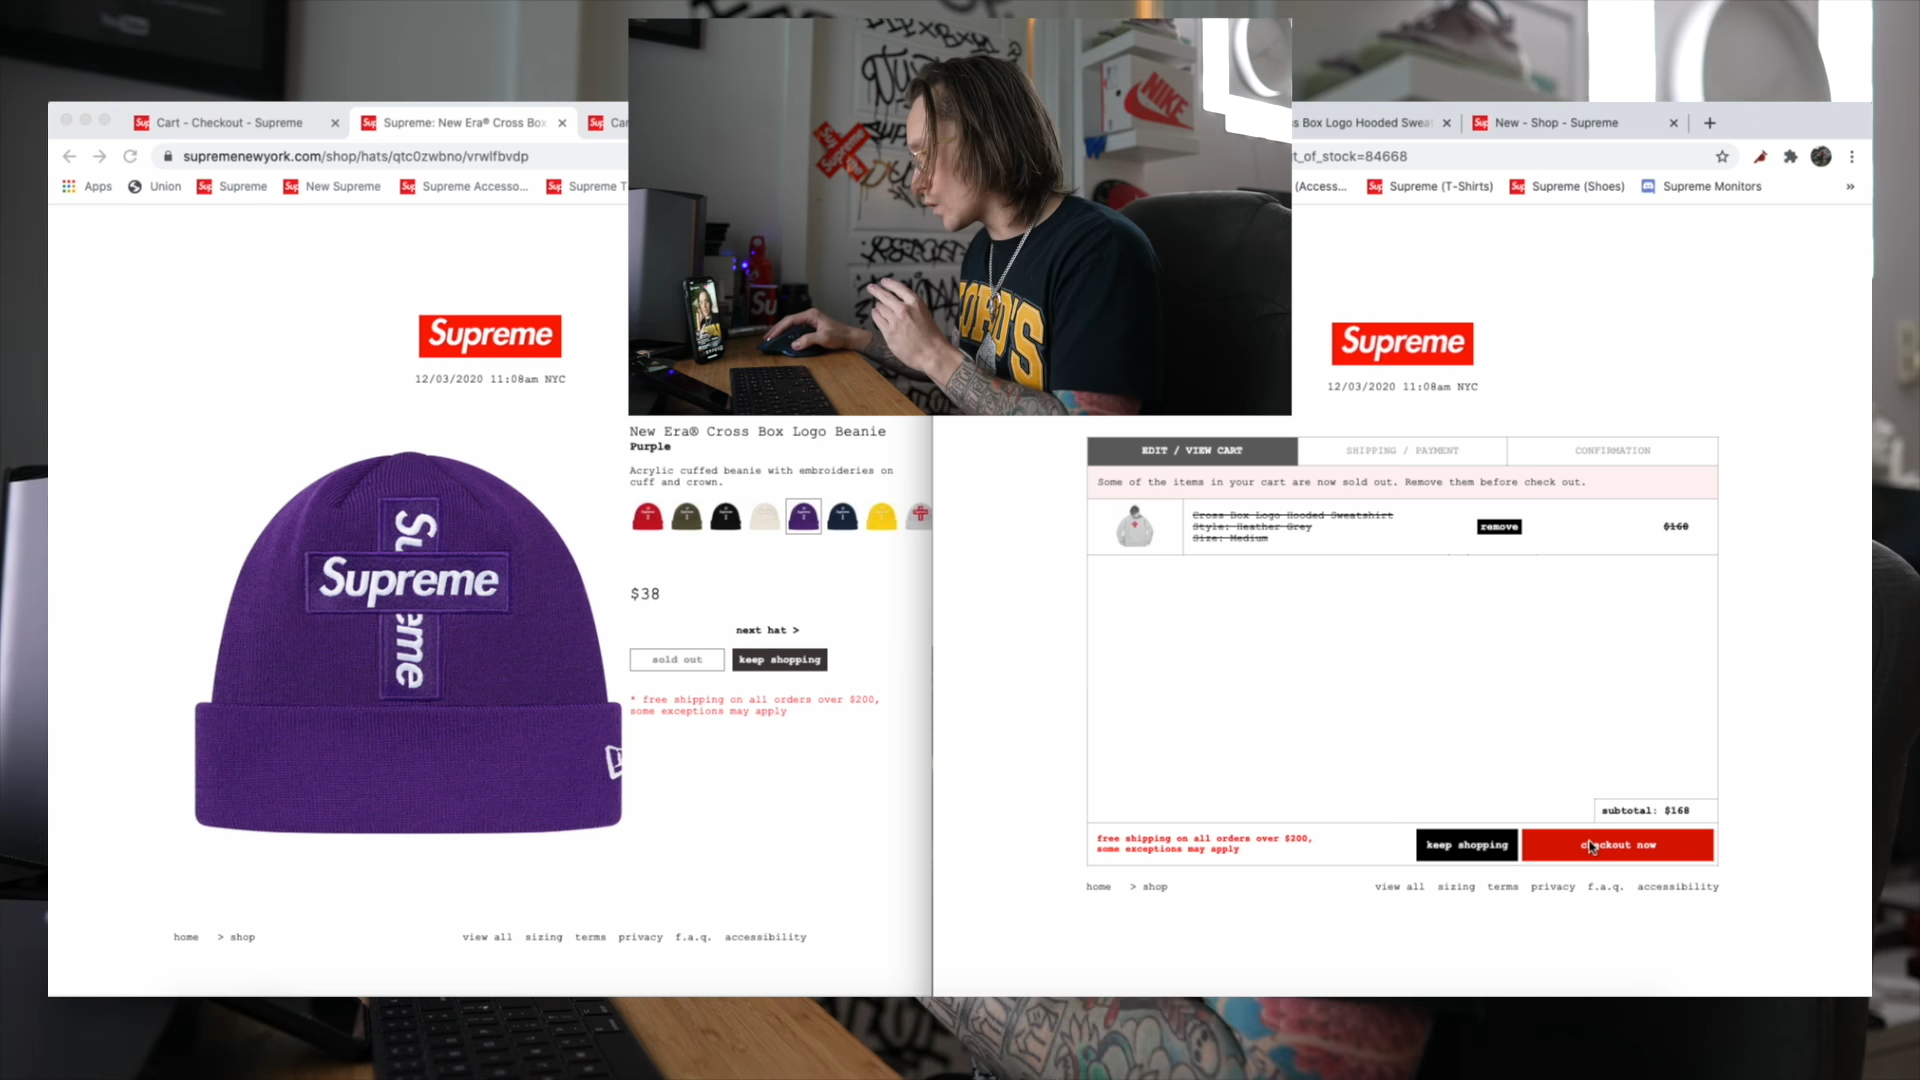 Cart - Checkout - Supreme
Supreme: New Era® Cross Box
Car
s Box Logo Hooded Swea
New - Shop - Supreme
supremenewyork.com/shop/hats/qtc0zwbno/vrwlfbvdp
t_of_stock=84668
Apps
Union
Supreme
New Supreme
Supreme Accesso...
Supreme T
(Access...
Supreme (T-Shirts)
Supreme (Shoes)
Supreme Monitors
»
NIKE
Supreme
12/03/2020 11:08am NYC
Supreme
12/03/2020 11:08am NYC
New Era® Cross Box Logo Beanie
Purple
Acrylic cuffed beanie with embroideries on
cuff and crown.
$38
next hat >
sold out
keep shopping
* free shipping on all orders over $200,
some exceptions may apply
Supreme
home > shop
view all sizing terms privacy f.a.q. accessibility
EDIT / VIEW CART
SHIPPING / PAYMENT
CONFIRMATION
Some of the items in your cart are now sold out. Remove them before check out.
Cross Box Logo Hooded Sweatshirt
Style: Heather Grey
Size: Medium
remove
$168
subtotal: $168
free shipping on all orders over $200,
some exceptions may apply
keep shopping
checkout now
home > shop
view all sizing terms privacy f.a.q. accessibility